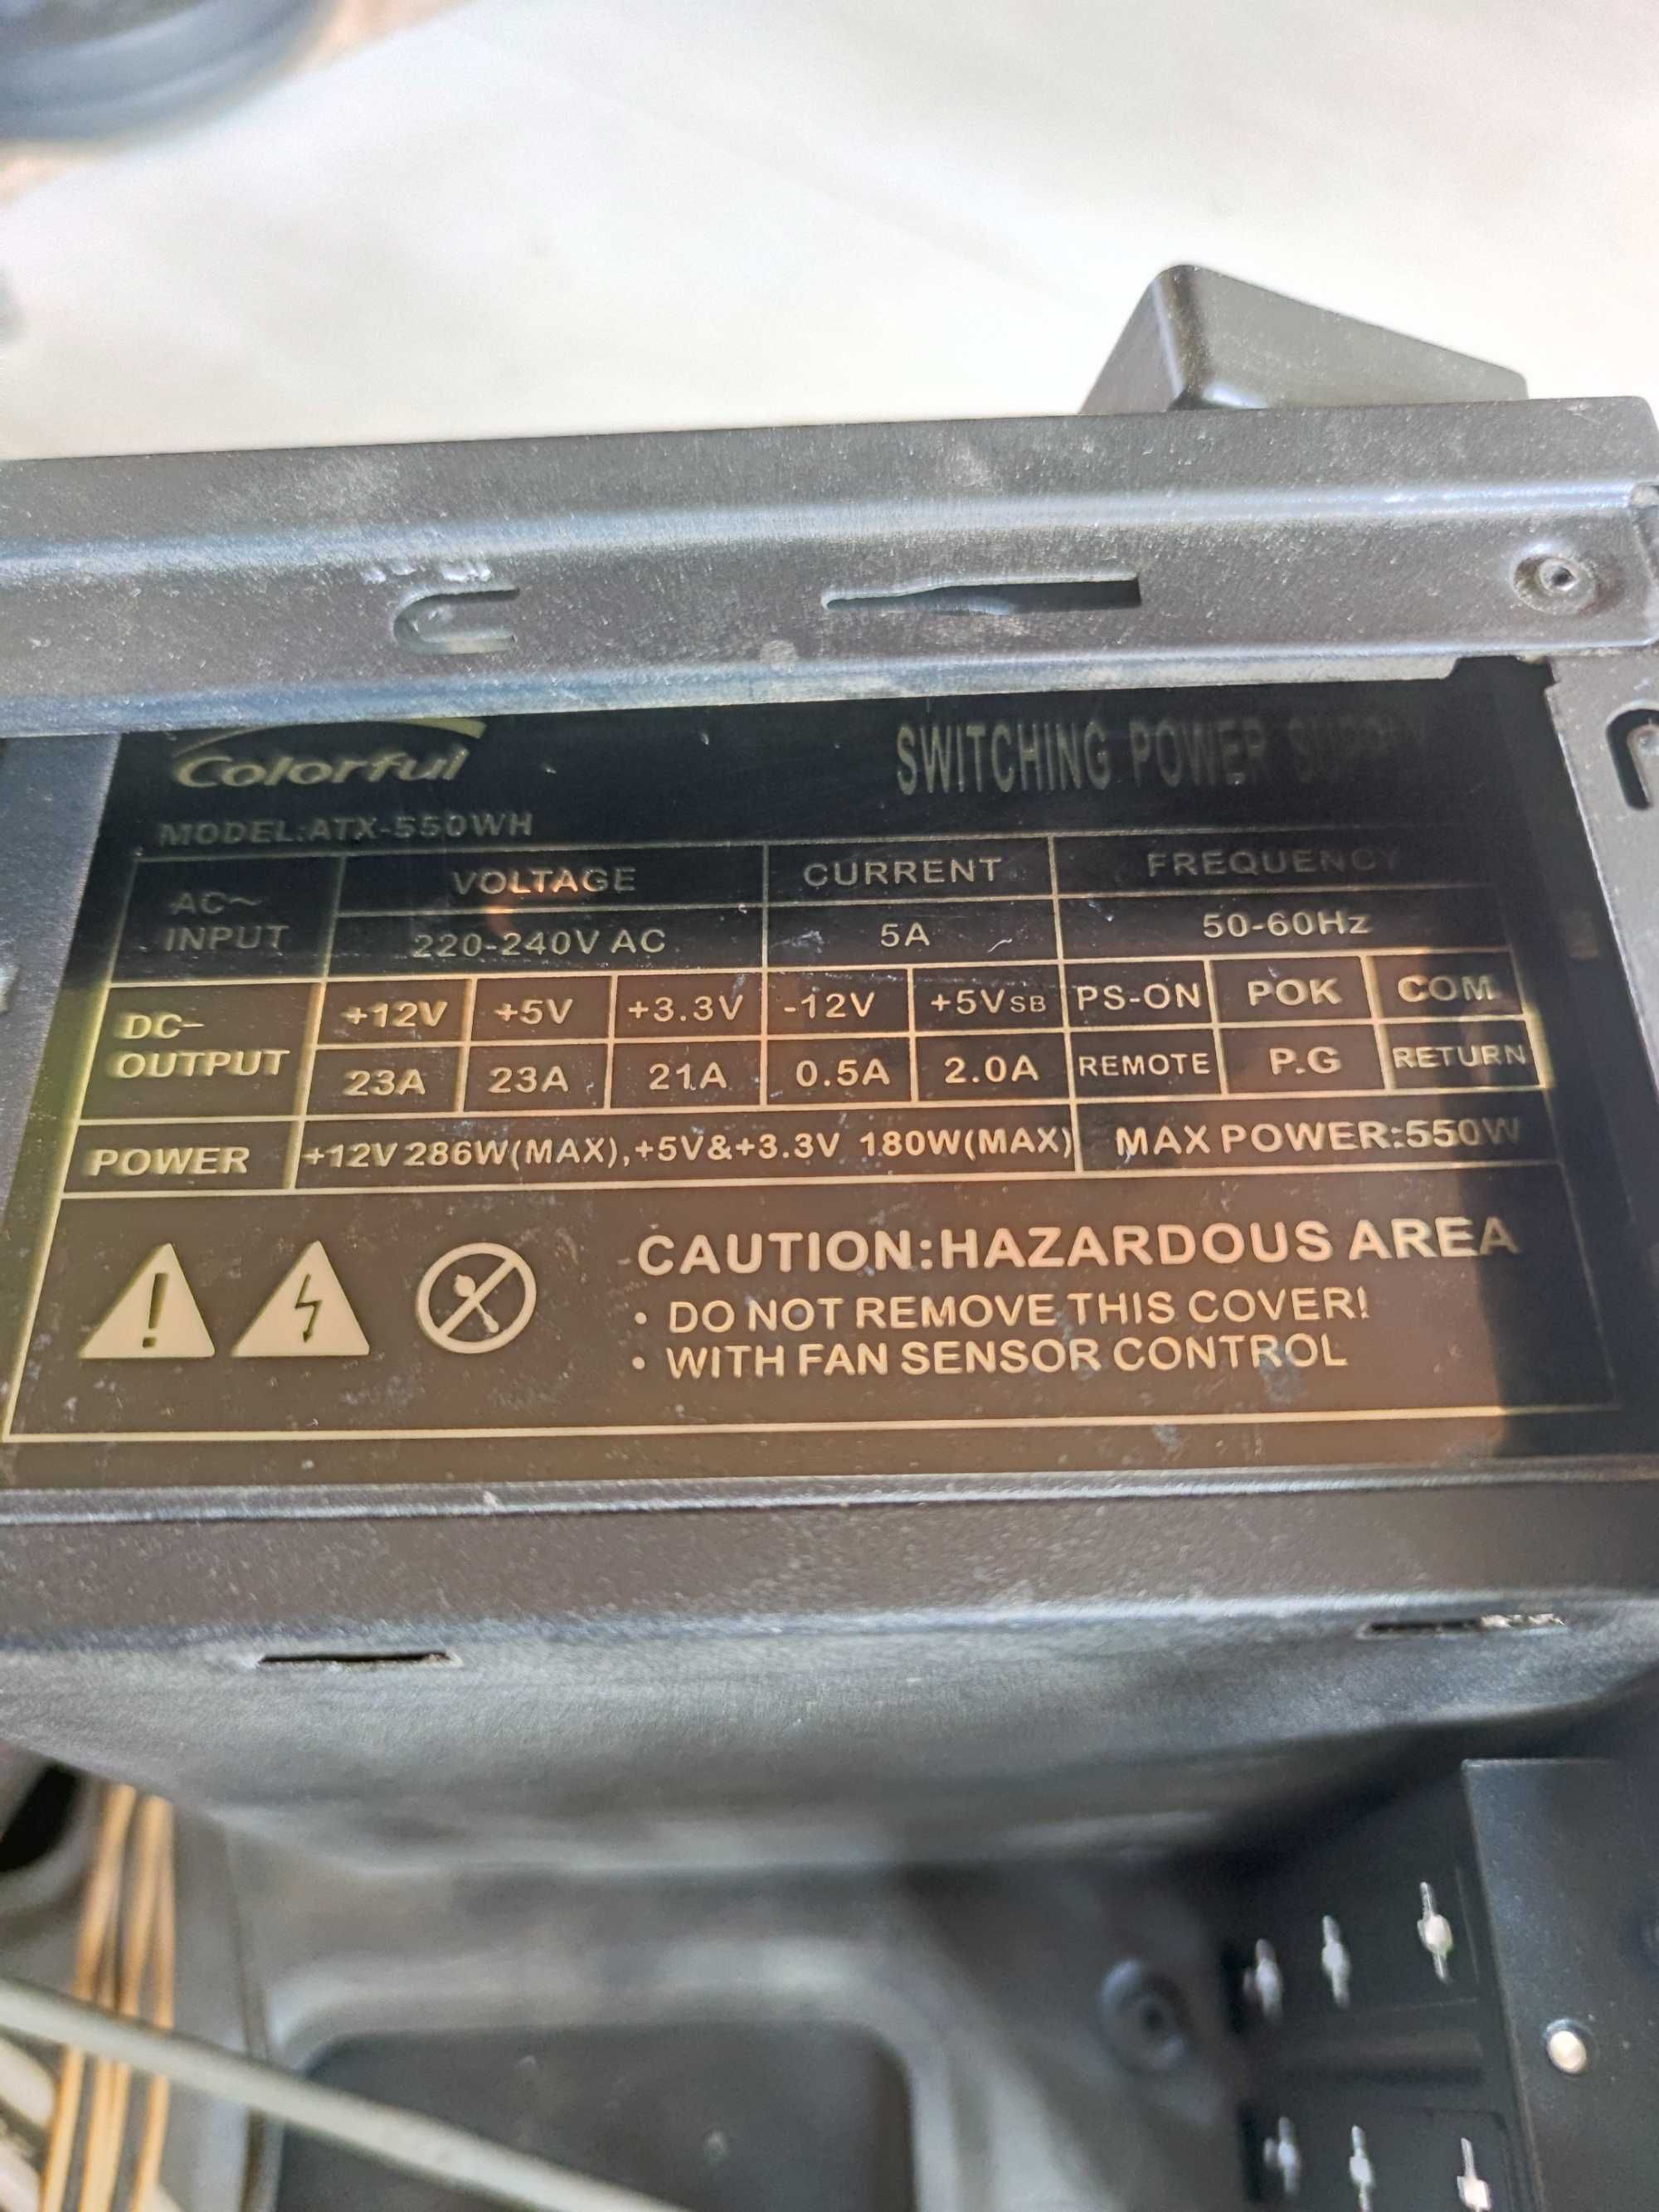 Colorful
SWITCHING POWER SUPPLY
MODEL:ATX-550WH
AC~ INPUT VOLTAGE CURRENT FREQUENCY
220-240V AC 5A 50-60Hz
DC- OUTPUT +12V +5V +3.3V -12V +5VSB PS-ON POK COM
23A 23A 21A 0.5A 2.0A REMOTE P.G RETURN
POWER +12V 286W(MAX),+5V&+3.3V 180W(MAX) MAX POWER:550W
CAUTION:HAZARDOUS AREA
• DO NOT REMOVE THIS COVER!
• WITH FAN SENSOR CONTROL